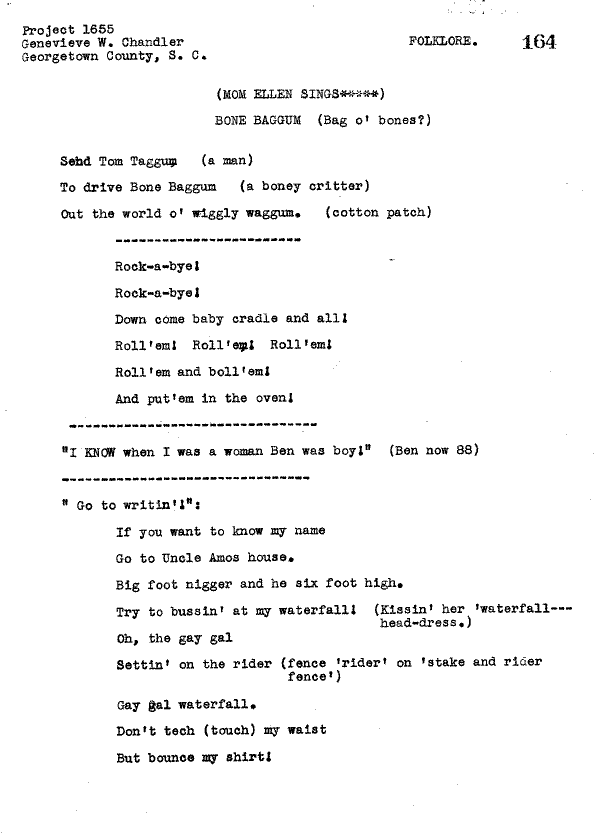 Project 1655
Genevieve W. Chandler
Georgetown County, S. C.
FOLKLORE. 164
(MOM ELLEN SINGS*****)
BONE BAGGUM (Bag o' bones?)
Sehd Tom Taggum (a man)
To drive Bone Baggum (a boney critter)
Out the world o' wiggly waggum. (cotton patch)
------------------------
Rock-a-bye!
Rock-a-bye!
Down come baby cradle and all!
Roll'em! Roll'em! Roll'em!
Roll'em and boll'em!
And put'em in the oven!
--------------------------------
"I KNOW when I was a woman Ben was boy!" (Ben now 88)
--------------------------------
" Go to writin'!":
If you want to know my name
Go to Uncle Amos house.
Big foot nigger and he six foot high.
Try to bussin' at my waterfall! (Kissin' her 'waterfall---
head-dress.)
Oh, the gay gal
Settin' on the rider (fence 'rider' on 'stake and rider
fence')
Gay gal waterfall.
Don't tech (touch) my waist
But bounce my shirt!